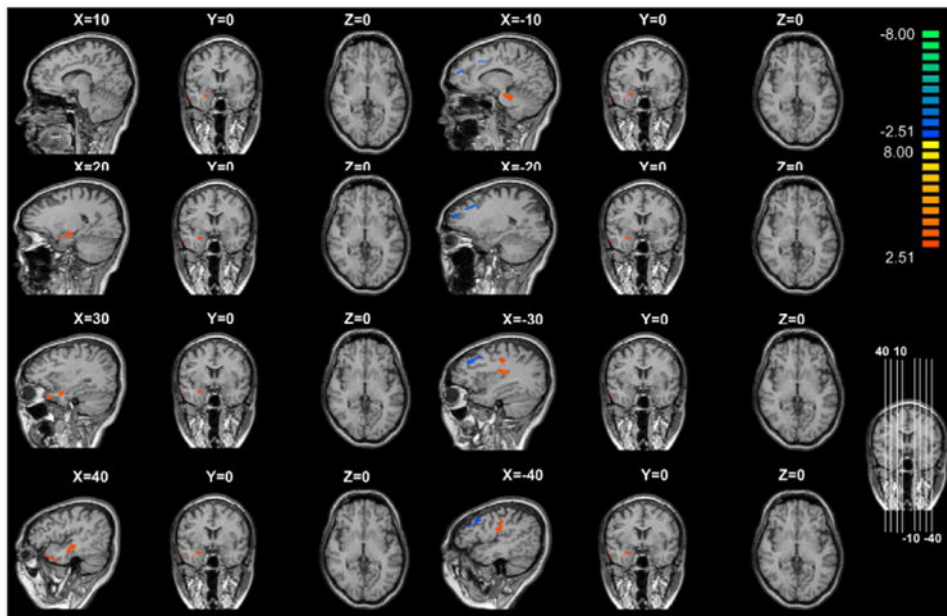 X=10 Y=0 Z=0 X=-10 Y=0 Z=0
-8.00
-2.51
8.00
X=20 Y=0 Z=0 X=-20 Y=0 Z=0
2.51
X=30 Y=0 Z=0 X=-30 Y=0 Z=0
40 10
X=40 Y=0 Z=0 X=-40 Y=0 Z=0
-10 -40